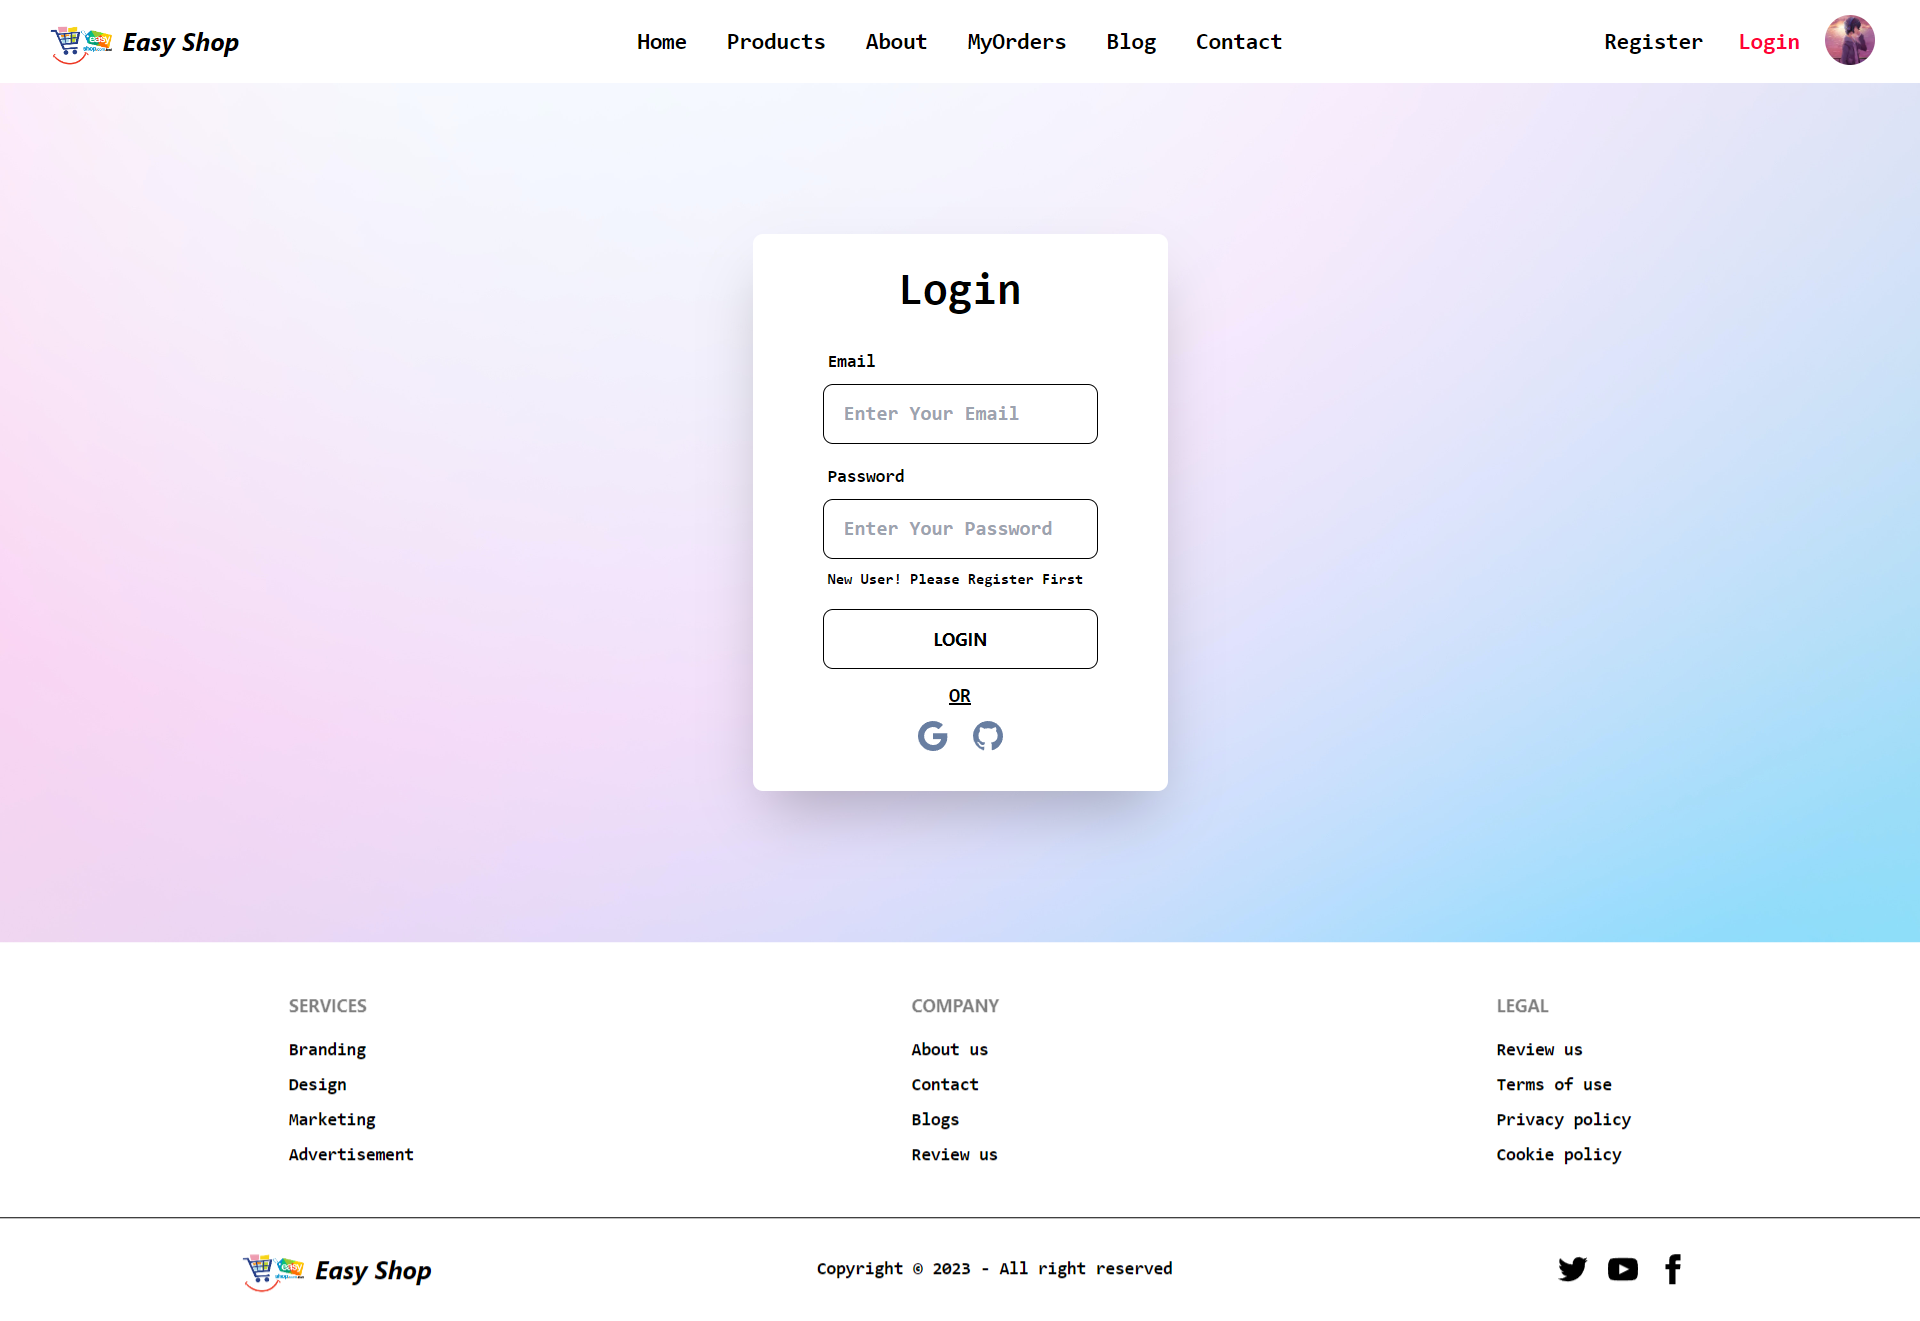 easy
Easy Shop
Home Products About MyOrders Blog Contact
Register Login
Login
Email
Enter Your Email
Password
Enter Your Password
New User! Please Register First
LOGIN
OR
SERVICES
Branding
Design
Marketing
Advertisement
COMPANY
About us
Contact
Blogs
Review us
LEGAL
Review us
Terms of use
Privacy policy
Cookie policy
easy
Easy Shop
Copyright © 2023 - All right reserved